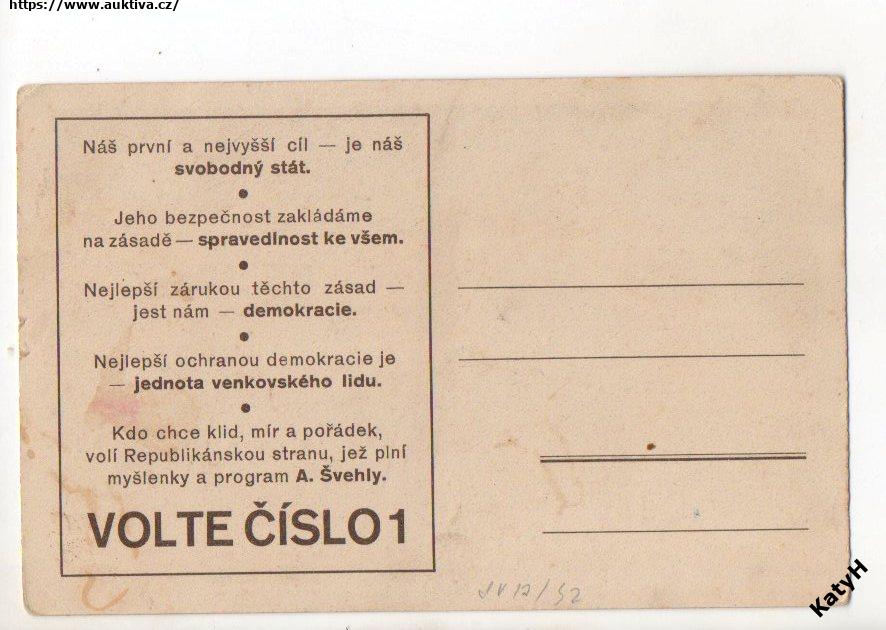 https://www.auktiva.cz/
Náš první a nejvyšší cíl — je náš
svobodný stát.
•
Jeho bezpečnost zakládáme
na zásadě — spravedlnost ke všem.
•
Nejlepší zárukou těchto zásad —
jest nám — demokracie.
•
Nejlepší ochranou demokracie je
— jednota venkovského lidu.
•
Kdo chce klid, mír a pořádek,
volí Republikánskou stranu, jež plní
myšlenky a program A. Švehly.
VOLTE ČÍSLO 1
KatyH